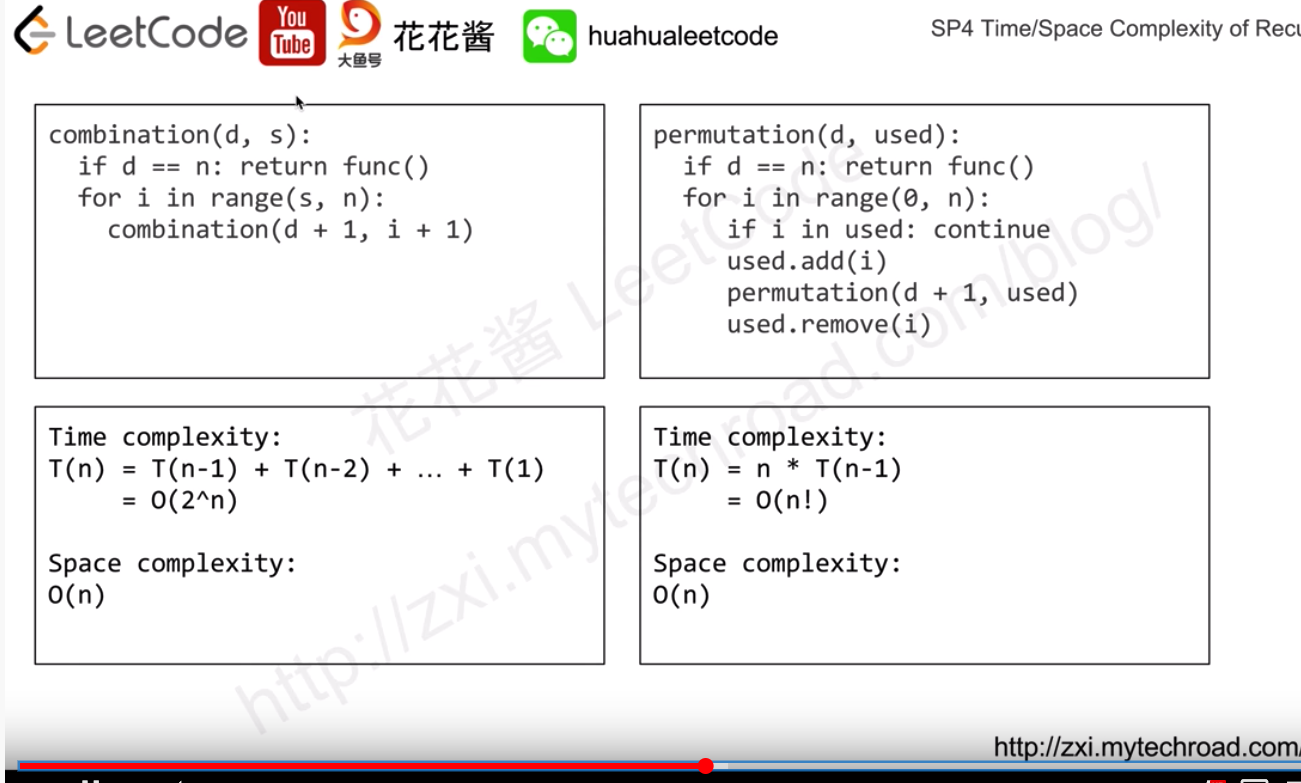 LeetCode You Tube 大鱼号 花花酱 huahualeetcode SP4 Time/Space Complexity of Recu
combination(d, s):
  if d == n: return func()
  for i in range(s, n):
    combination(d + 1, i + 1)
permutation(d, used):
  if d == n: return func()
  for i in range(0, n):
     if i in used: continue
     used.add(i)
     permutation(d + 1, used)
     used.remove(i)
Time complexity:
T(n) = T(n-1) + T(n-2) + ... + T(1)
     = O(2^n)
Space complexity:
O(n)
Time complexity:
T(n) = n * T(n-1)
     = O(n!)
Space complexity:
O(n)
花花酱 LeetCode
http://zxi.mytechroad.com/blog/
http://zxi.mytechroad.com/